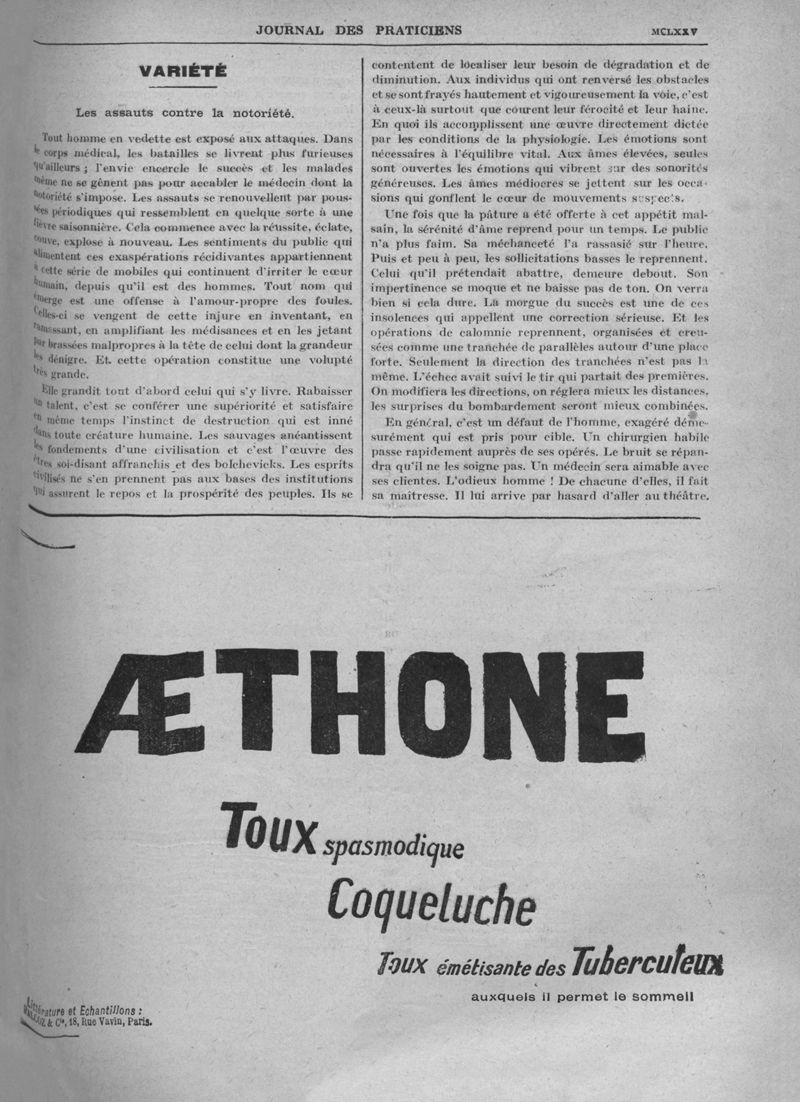 JOURNAL DES PRATICIENS
MCLXXV
VARIÉTÉ
Les assauts contre la notoriété.
Tout homme en vedette est exposé aux attaques. Dans
le corps médical, les batailles se livrent plus furieuses
qu'ailleurs ; l'envie encercle le succès et les malades
même ne se gênent pas pour accabler le médecin dont la
notoriété s'impose. Les assauts se renouvellent par pous-
sées périodiques qui ressemblent en quelque sorte à une
fièvre saisonnière. Cela commence avec la réussite, éclate,
couve, explose à nouveau. Les sentiments du public qui
alimentent ces exaspérations récidivantes appartiennent
à cette série de mobiles qui continuent d'irriter le cœur
humain, depuis qu'il est des hommes. Tout nom qui
émerge est une offense à l'amour-propre des foules.
Celles-ci se vengent de cette injure en inventant, en
ramassant, en amplifiant les médisances et en les jetant
par brassées malpropres à la tête de celui dont la grandeur
les dénigre. Et cette opération constitue une volupté
très grande.
Elle grandit tout d'abord celui qui s'y livre. Rabaisser
un talent, c'est se conférer une supériorité et satisfaire
en même temps l'instinct de destruction qui est inné
dans toute créature humaine. Les sauvages anéantissent
les fondements d'une civilisation et c'est l'œuvre des
êtres soi-disant affranchis et des bolchevicks. Les esprits
civilisés ne s'en prennent pas aux bases des institutions
qui assurent le repos et la prospérité des peuples. Ils se
contentent de localiser leur besoin de dégradation et de
diminution. Aux individus qui ont renversé les obstacles
et se sont frayés hautement et vigoureusement la voie, c'est
à ceux-là surtout que courent leur férocité et leur haine.
En quoi ils accomplissent une œuvre directement dictée
par les conditions de la physiologie. Les émotions sont
nécessaires à l'équilibre vital. Aux âmes élevées, seules
sont ouvertes les émotions qui vibrent sur des sonorités
généreuses. Les âmes médiocres se jettent sur les occa-
sions qui gonflent le cœur de mouvements suspects.
Une fois que la pâture a été offerte à cet appétit mal-
sain, la sérénité d'âme reprend pour un temps. Le public
n'a plus faim. Sa méchanceté l'a rassasié sur l'heure.
Puis et peu à peu, les sollicitations basses le reprennent.
Celui qu'il prétendait abattre, demeure debout. Son
impertinence se moque et ne baisse pas de ton. On verra
bien si cela dure. La morgue du succès est une de ces
insolences qui appellent une correction sérieuse. Et les
opérations de calomnie reprennent, organisées et creu-
sées comme une tranchée de parallèles autour d'une place
forte. Seulement la direction des tranchées n'est pas la
même. L'échec avait suivi le tir qui partait des premières.
On modifiera les directions, on réglera mieux les distances,
les surprises du bombardement seront mieux combinées.
En général, c'est un défaut de l'homme, exagéré déme-
surément qui est pris pour cible. Un chirurgien habile
passe rapidement auprès de ses opérés. Le bruit se répan-
dra qu'il ne les soigne pas. Un médecin sera aimable avec
ses clientes. L'odieux homme ! De chacune d'elles, il fait
sa maîtresse. Il lui arrive par hasard d'aller au théâtre.
ÆTHONE
Toux spasmodique
Coqueluche
Toux émétisante des Tuberculeux
auxquels il permet le sommeil
Littérature et Echantillons :
& Cie, 18, Rue Vavin, Paris.